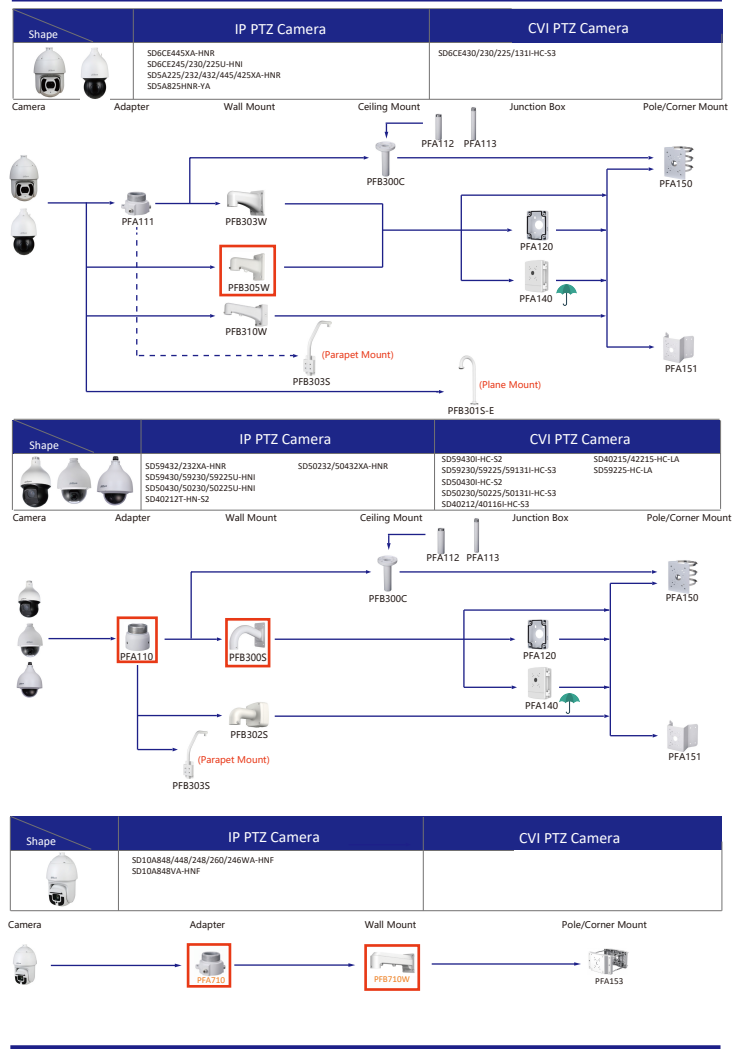 Shape
IP PTZ Camera
CVI PTZ Camera
SD6CE445XA-HNR
SD6CE245/230/225U-HNI
SD5A225/232/432/445/425XA-HNR
SD5A825HNR-YA
SD6CE430/230/225/131I-HC-S3
Camera
Adapter
Wall Mount
Ceiling Mount
Junction Box
Pole/Corner Mount
PFA112
PFA113
PFB300C
PFA150
PFA111
PFB303W
PFA120
PFB305W
PFA140
PFB310W
(Parapet Mount)
PFB303S
PFA151
(Plane Mount)
PFB301S-E
Shape
IP PTZ Camera
CVI PTZ Camera
SD59432/232XA-HNR
SD59430/59230/59225U-HNI
SD50430/50230/50225U-HNI
SD40212T-HN-S2
SD50232/50432XA-HNR
SD59430I-HC-S2
SD59230/59225/59131I-HC-S3
SD50430I-HC-S2
SD50230/50225/50131I-HC-S3
SD40212/40116I-HC-S3
SD40215/42215-HC-LA
SD59225-HC-LA
Camera
Adapter
Wall Mount
Ceiling Mount
Junction Box
Pole/Corner Mount
PFA112
PFA113
PFB300C
PFA150
PFA110
PFB300S
PFA120
PFA140
PFB302S
(Parapet Mount)
PFB303S
PFA151
Shape
IP PTZ Camera
CVI PTZ Camera
SD10A848/448/248/260/246WA-HNF
SD10A848VA-HNF
Camera
Adapter
Wall Mount
Pole/Corner Mount
PFA710
PFB710W
PFA153